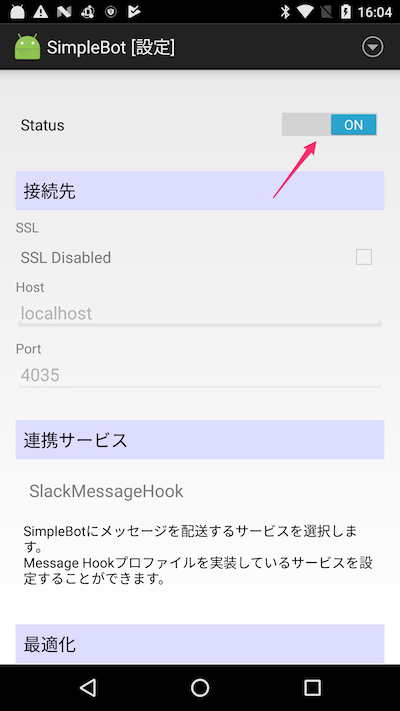 16:04
SimpleBot [設定]
Status
ON
接続先
SSL
SSL Disabled
Host
localhost
Port
4035
連携サービス
SlackMessageHook
SimpleBotにメッセージを配送するサービスを選択しま
す。
Message Hookプロファイルを実装しているサービスを設
定することができます。
最適化